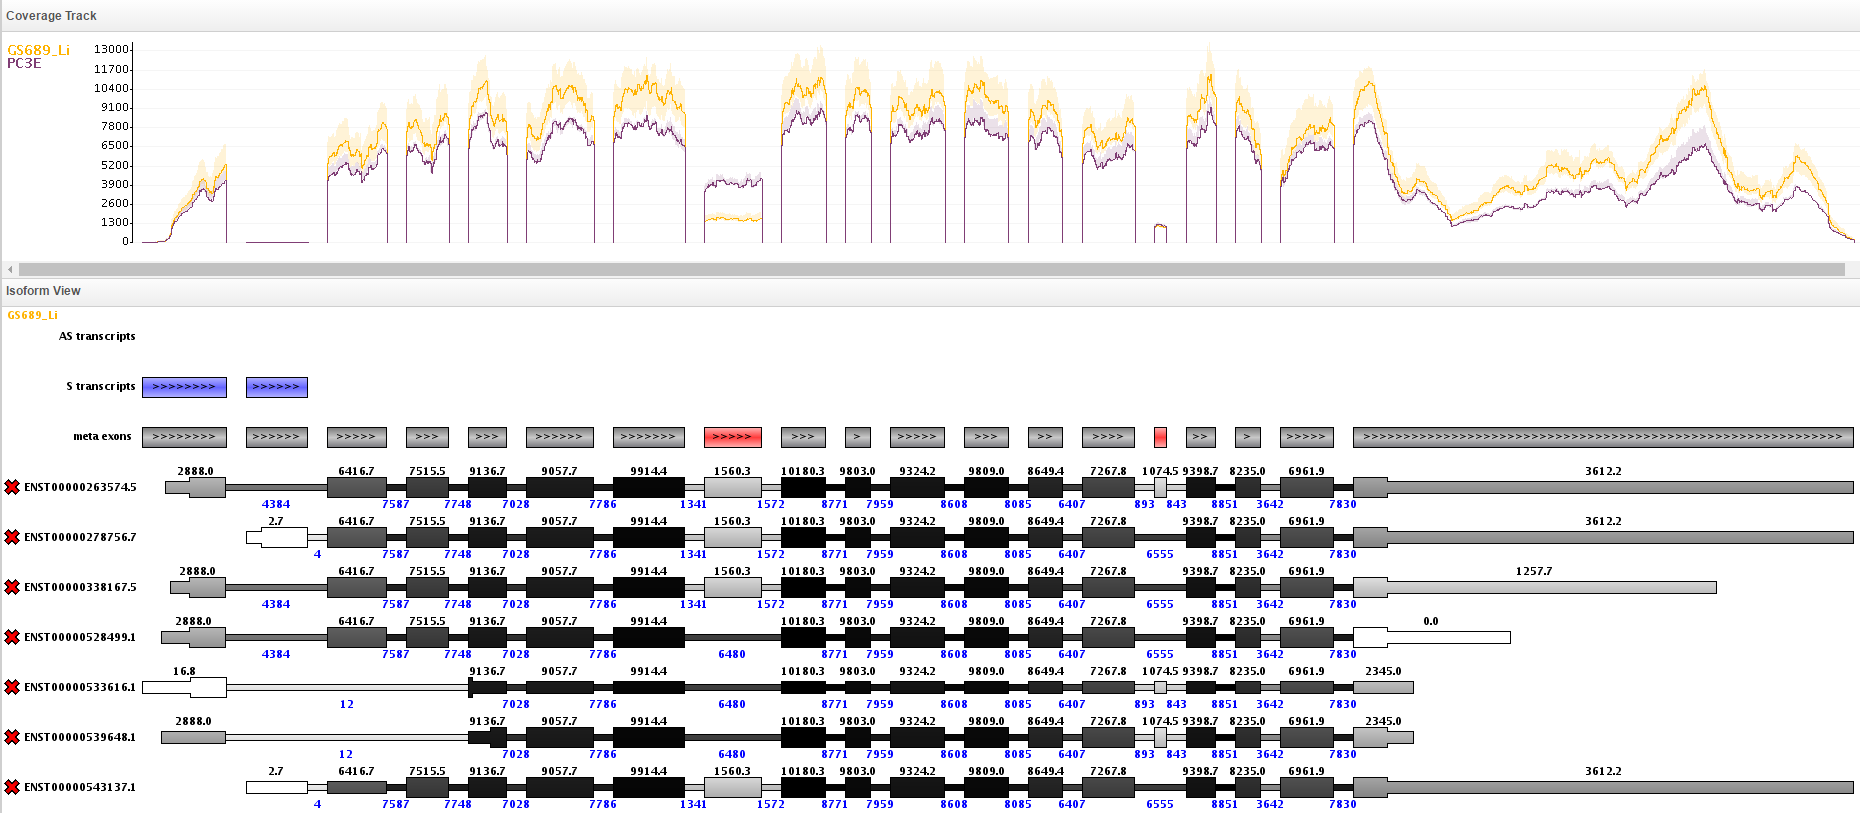 Coverage Track
GS689_Li
PC3E
13000
11700
10400
9100
7800
6500
5200
3900
2600
1300
0
Isoform View
GS689_Li
AS transcripts
S transcripts >>>>>>>> >>>>>>
meta exons >>>>>>>> >>>>>> >>>>> >>> >>> >>>>>> >>>>>>> >>>>> >>> > >>>>> >>> >> >>>> >> > >>>>>
2888.0 6416.7 7515.5 9136.7 9057.7 9914.4 1560.3 10180.3 9803.0 9324.2 9809.0 8649.4 7267.8 1074.5 9398.7 8235.0 6961.9 3612.2
ENST00000263574.5
4384 7587 7748 7028 7786 1341 1572 8771 7959 8608 8085 6407 893 843 8851 3642 7830
2.7 6416.7 7515.5 9136.7 9057.7 9914.4 1560.3 10180.3 9803.0 9324.2 9809.0 8649.4 7267.8 9398.7 8235.0 6961.9 3612.2
ENST00000278756.7
4 7587 7748 7028 7786 1341 1572 8771 7959 8608 8085 6407 6555 8851 3642 7830
2888.0 6416.7 7515.5 9136.7 9057.7 9914.4 1560.3 10180.3 9803.0 9324.2 9809.0 8649.4 7267.8 9398.7 8235.0 6961.9 1257.7
ENST00000338167.5
4384 7587 7748 7028 7786 1341 1572 8771 7959 8608 8085 6407 6555 8851 3642 7830
2888.0 6416.7 7515.5 9136.7 9057.7 9914.4 10180.3 9803.0 9324.2 9809.0 8649.4 7267.8 9398.7 8235.0 6961.9 0.0
ENST00000528499.1
4384 7587 7748 7028 7786 6480 8771 7959 8608 8085 6407 6555 8851 3642 7830
16.8 9136.7 9057.7 9914.4 10180.3 9803.0 9324.2 9809.0 8649.4 7267.8 1074.5 9398.7 8235.0 6961.9 2345.0
ENST00000533616.1
12 7028 7786 6480 8771 7959 8608 8085 6407 893 843 8851 3642 7830
2888.0 9136.7 9057.7 9914.4 10180.3 9803.0 9324.2 9809.0 8649.4 7267.8 1074.5 9398.7 8235.0 6961.9 2345.0
ENST00000539648.1
12 7028 7786 6480 8771 7959 8608 8085 6407 893 843 8851 3642 7830
2.7 6416.7 7515.5 9136.7 9057.7 9914.4 1560.3 10180.3 9803.0 9324.2 9809.0 8649.4 7267.8 9398.7 8235.0 6961.9 3612.2
ENST00000543137.1
4 7587 7748 7028 7786 1341 1572 8771 7959 8608 8085 6407 6555 8851 3642 7830